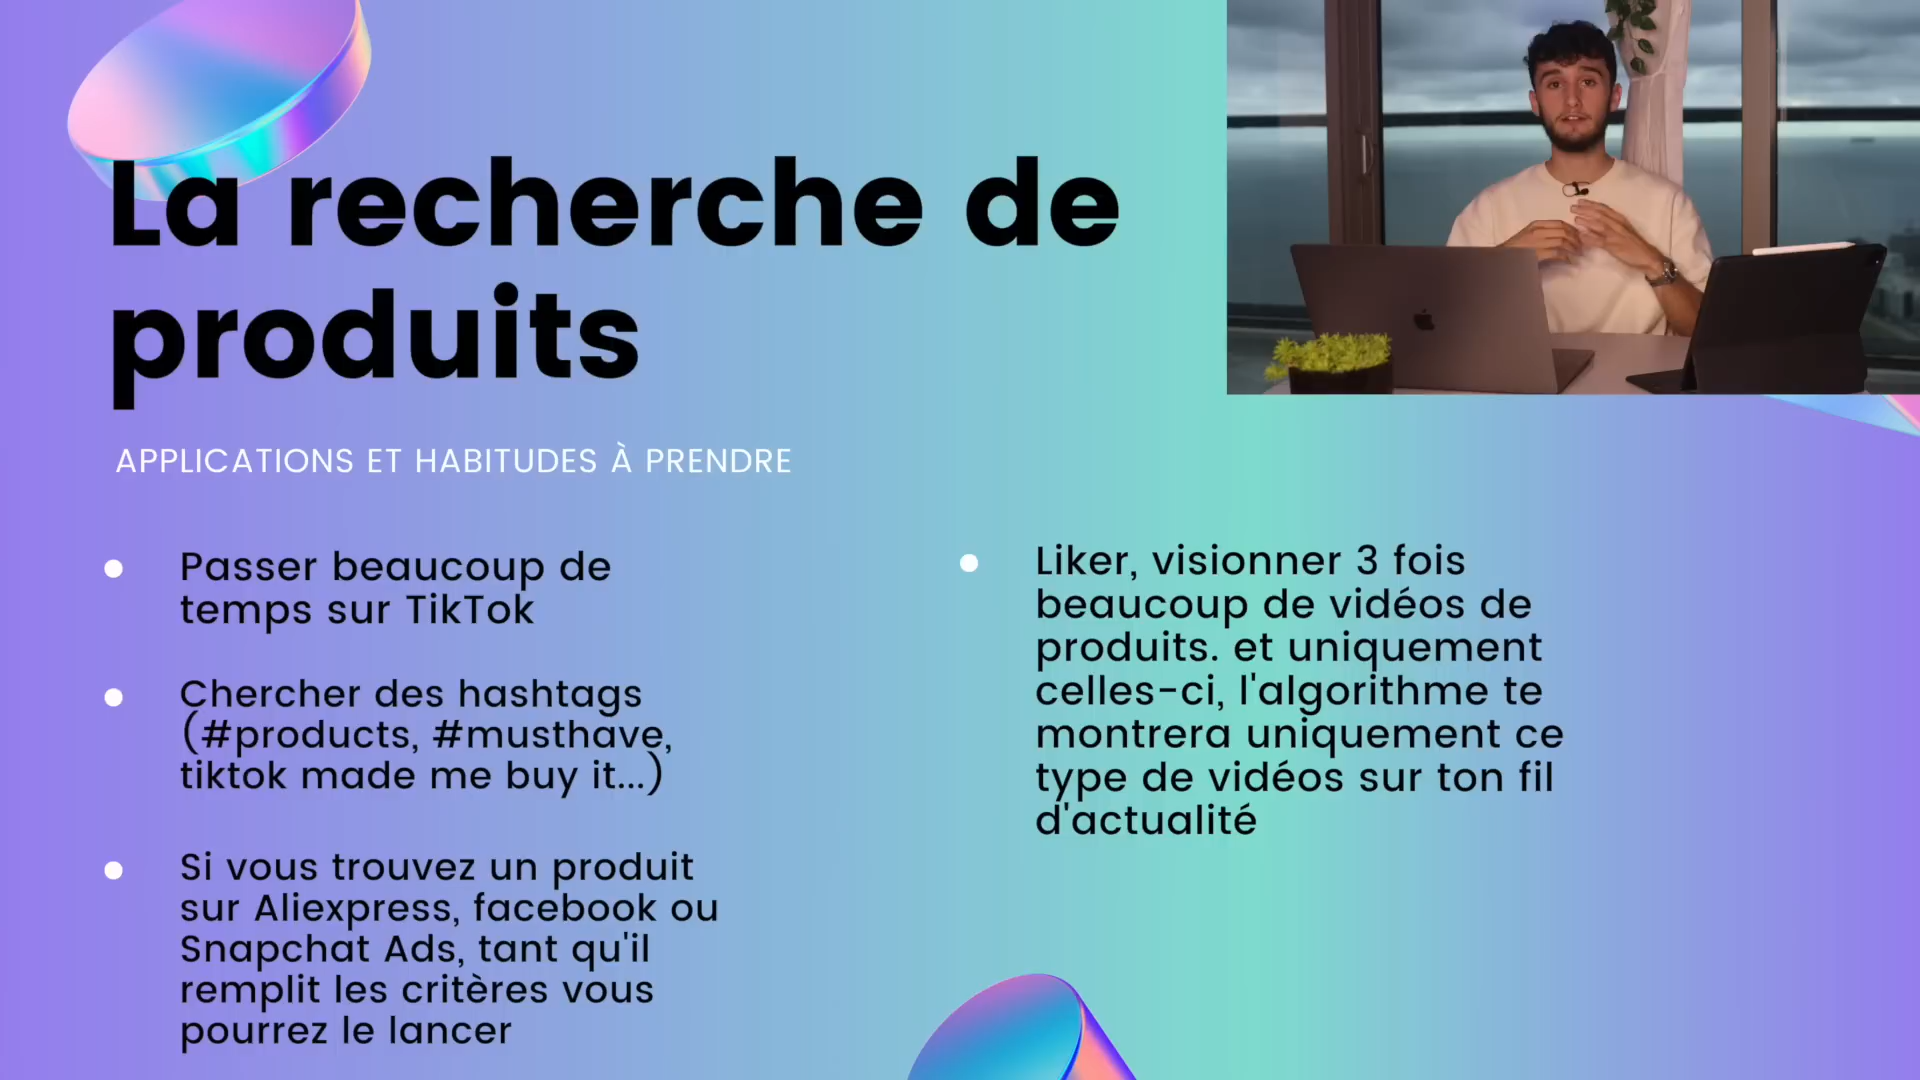 La recherche de
produits
APPLICATIONS ET HABITUDES À PRENDRE
Passer beaucoup de
temps sur TikTok
Chercher des hashtags
(#products, #musthave,
tiktok made me buy it...)
Si vous trouvez un produit
sur Aliexpress, facebook ou
Snapchat Ads, tant qu'il
remplit les critères vous
pourrez le lancer
Liker, visionner 3 fois
beaucoup de vidéos de
produits. et uniquement
celles-ci, l'algorithme te
montrera uniquement ce
type de vidéos sur ton fil
d'actualité